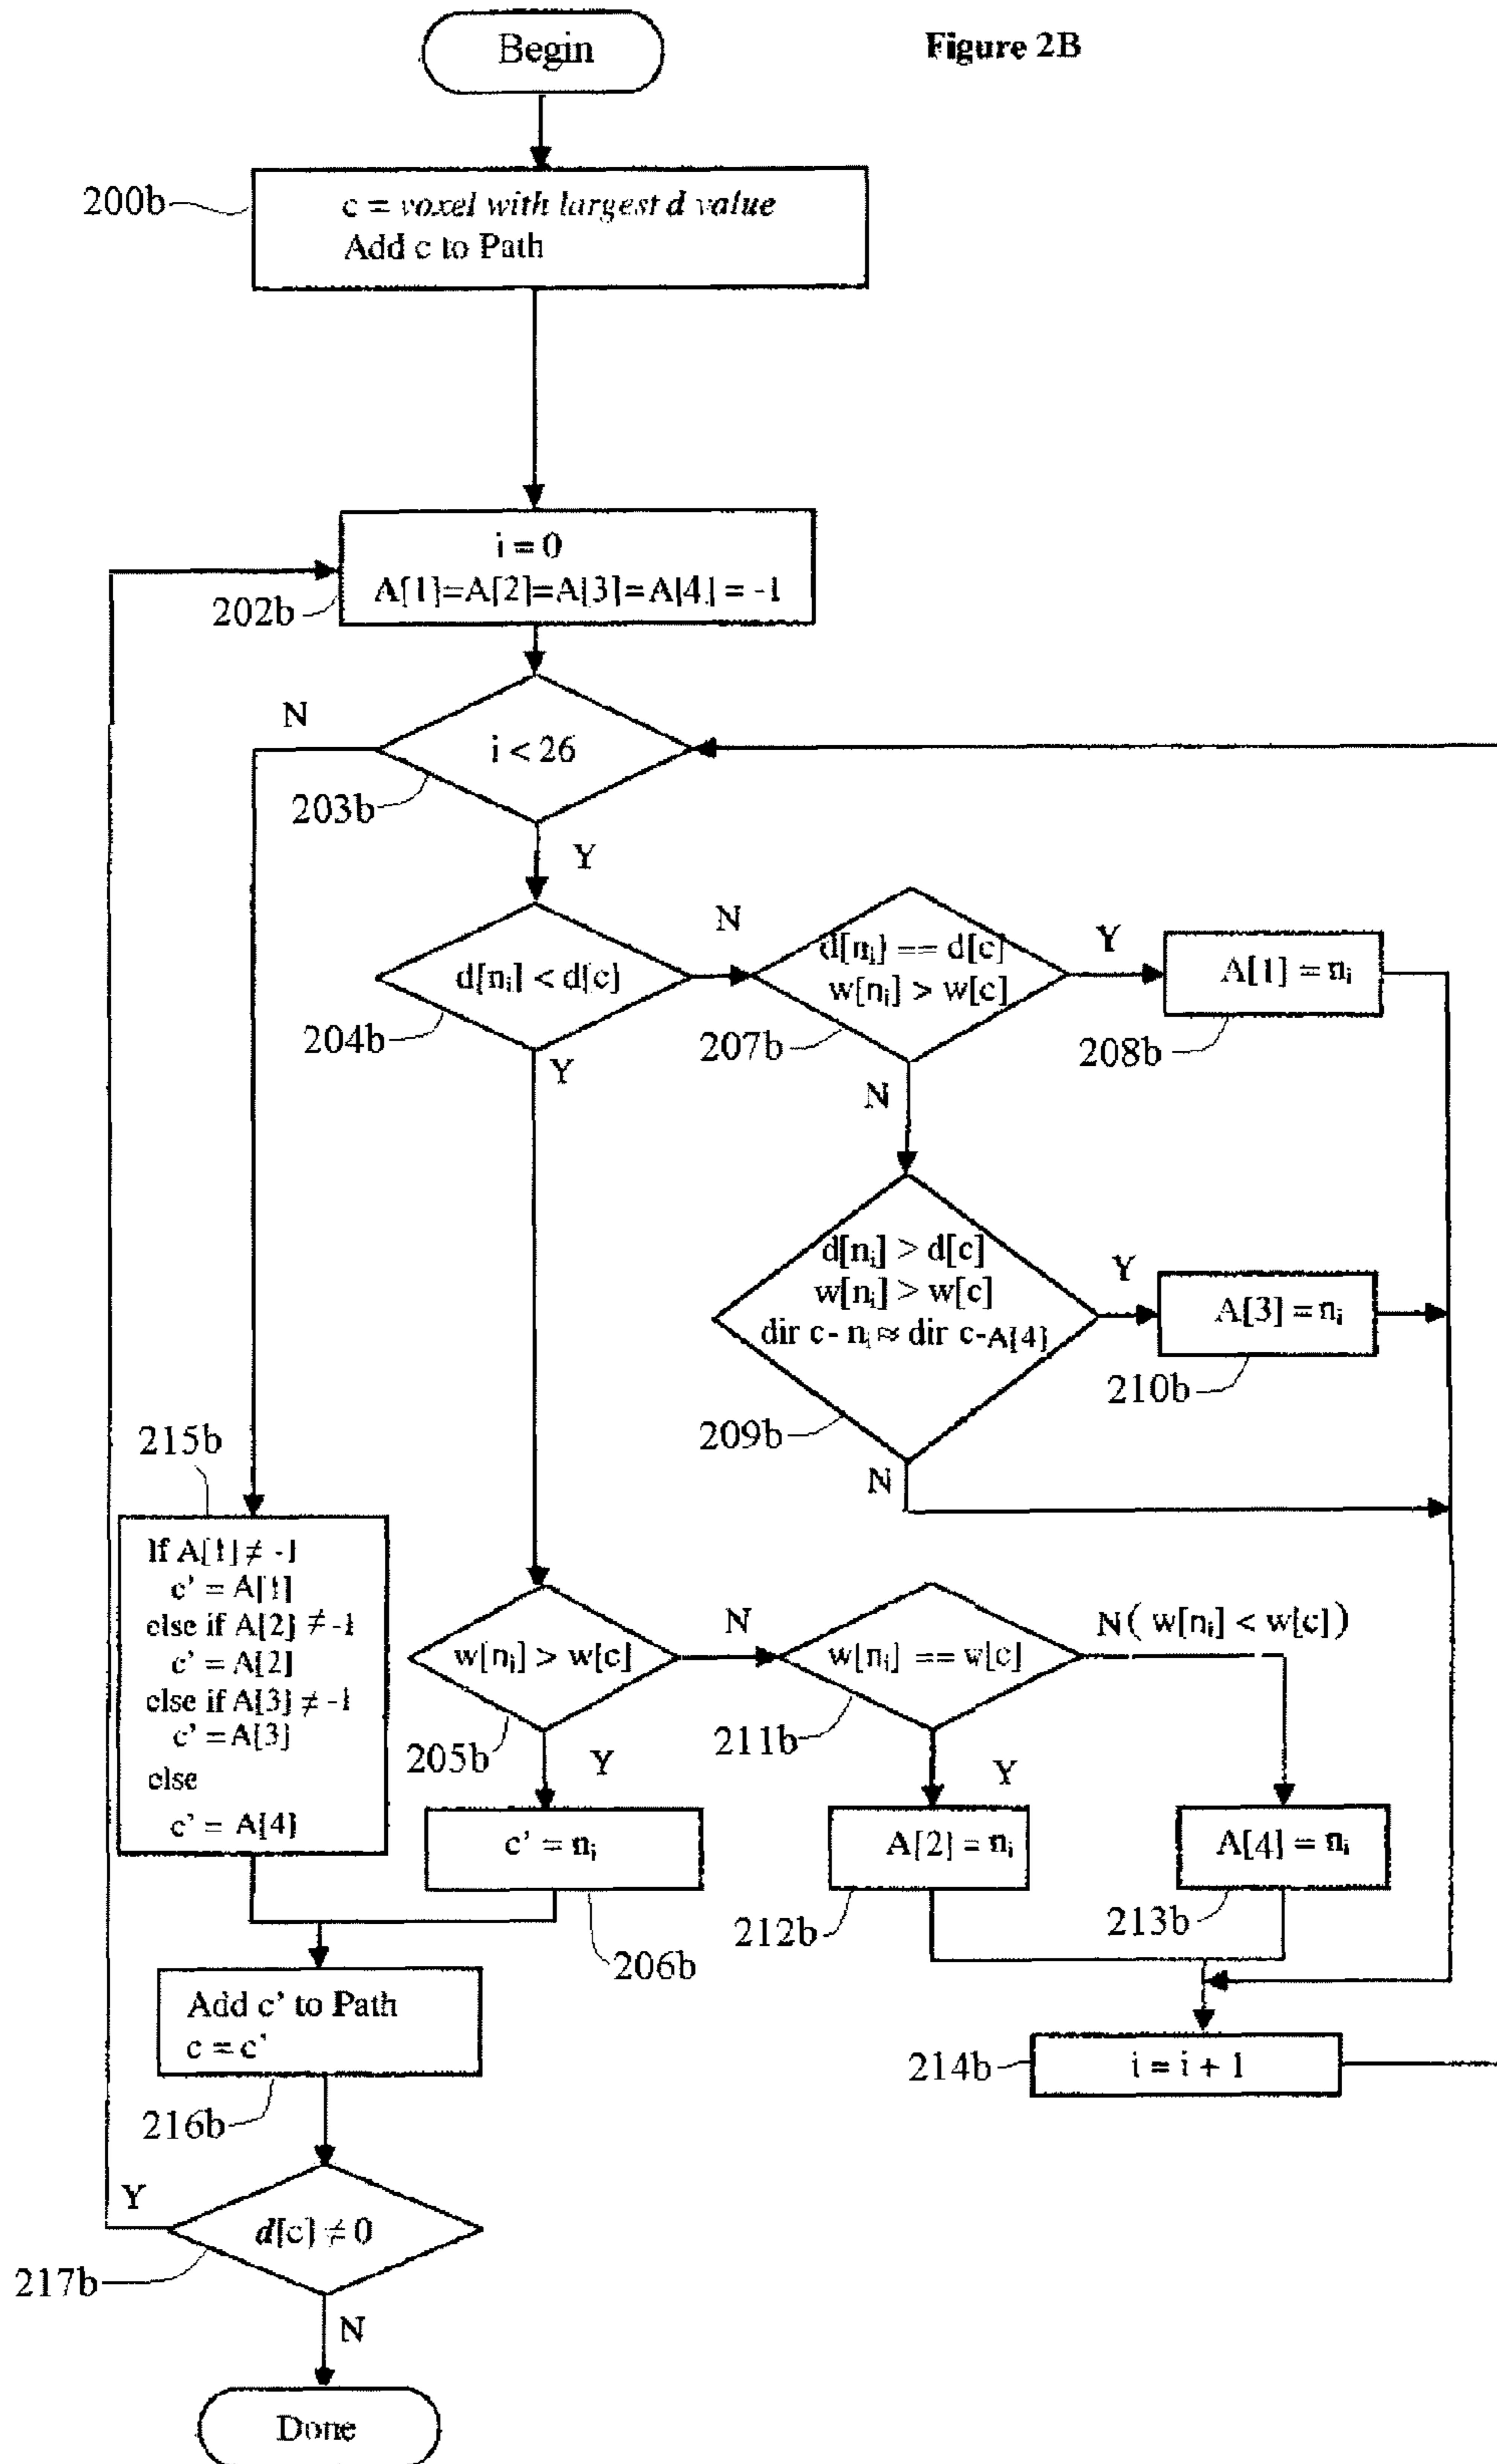 Begin
Figure 2B
200b
c = voxel with largest d value
Add c to Path
i = 0
A[1]=A[2]=A[3]=A[4] = -1
202b
N
i < 26
203b
Y
d[nᵢ] < d[c]
204b
N
Y
d[nᵢ] == d[c]
w[nᵢ] > w[c]
207b
Y
A[1] = nᵢ
208b
N
d[nᵢ] > d[c]
w[nᵢ] > w[c]
dir c - nᵢ ≈ dir c-A[4]
209b
Y
A[3] = nᵢ
210b
N
215b
If A[1] ≠ -1
c' = A[1]
else if A[2] ≠ -1
c' = A[2]
else if A[3] ≠ -1
c' = A[3]
else
c' = A[4]
w[nᵢ] > w[c]
205b
N
Y
w[nᵢ] == w[c]
211b
N ( w[nᵢ] < w[c])
Y
c' = nᵢ
206b
A[2] = nᵢ
212b
A[4] = nᵢ
213b
Add c' to Path
c = c'
216b
214b
i = i + 1
Y
d[c] ≠ 0
217b
N
Done